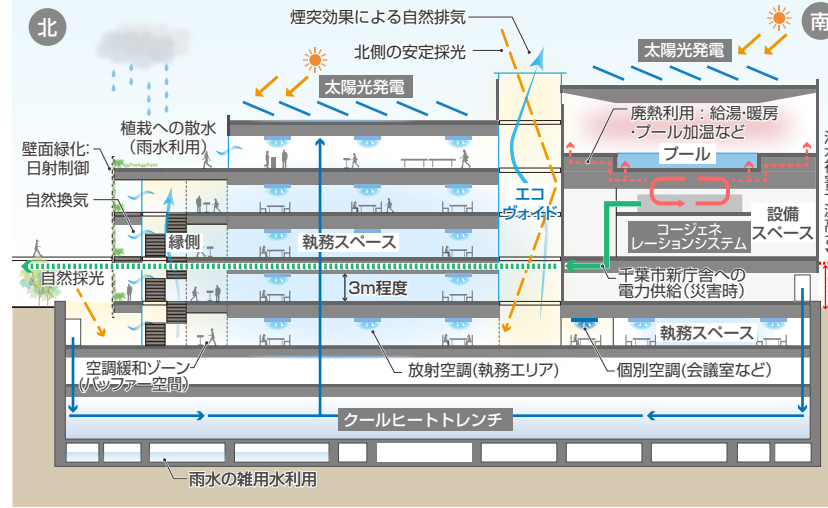 北
煙突効果による自然排気
南
北側の安定採光
太陽光発電
太陽光発電
植栽への散水
(雨水利用)
廃熱利用：給湯・暖房
・プール加温など
壁面緑化:
日射制御
プール
自然換気
エコ
ヴォイド
縁側
執務スペース
設備
スペース
コージェネ
レーションシステム
自然採光
3m程度
千葉市新庁舎への
電力供給(災害時)
執務スペース
空調緩和ゾーン
(バッファー空間)
放射空調(執務エリア)
個別空調(会議室など)
クールヒートトレンチ
雨水の雑用水利用